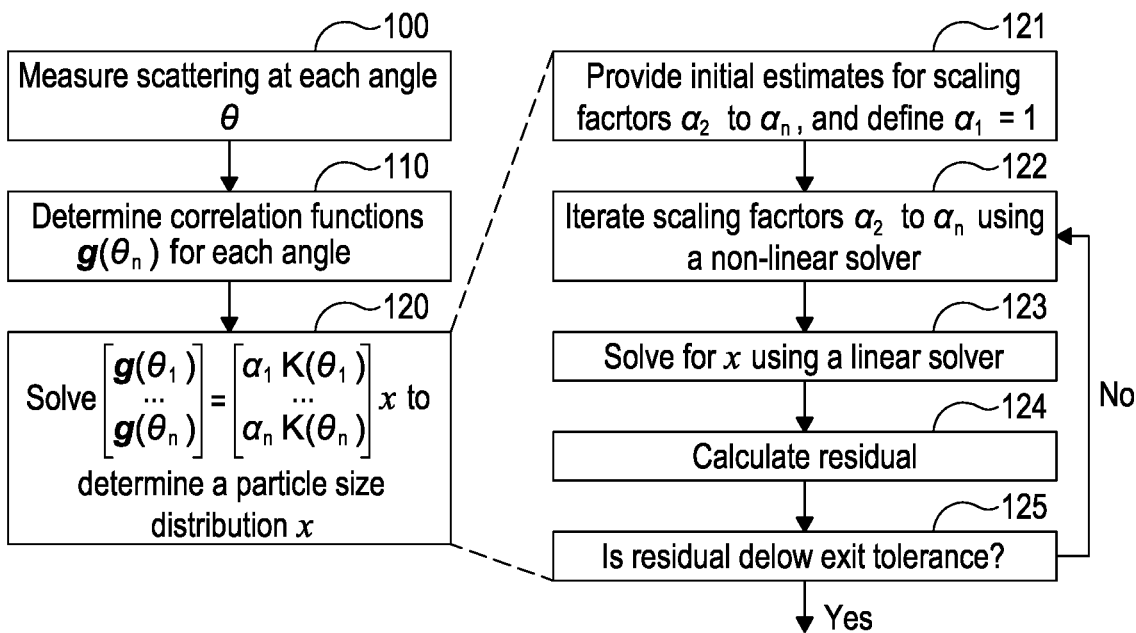 100
Measure scattering at each angle
θ
110
Determine correlation functions
g(θn) for each angle
120
Solve [g(θ1) ... g(θn)] = [α1 K(θ1) ... αn K(θn)] x to
determine a particle size
distribution x
121
Provide initial estimates for scaling
facrtors α2 to αn, and define α1 = 1
122
Iterate scaling facrtors α2 to αn using
a non-linear solver
123
Solve for x using a linear solver
124
Calculate residual
125
Is residual delow exit tolerance?
No
Yes